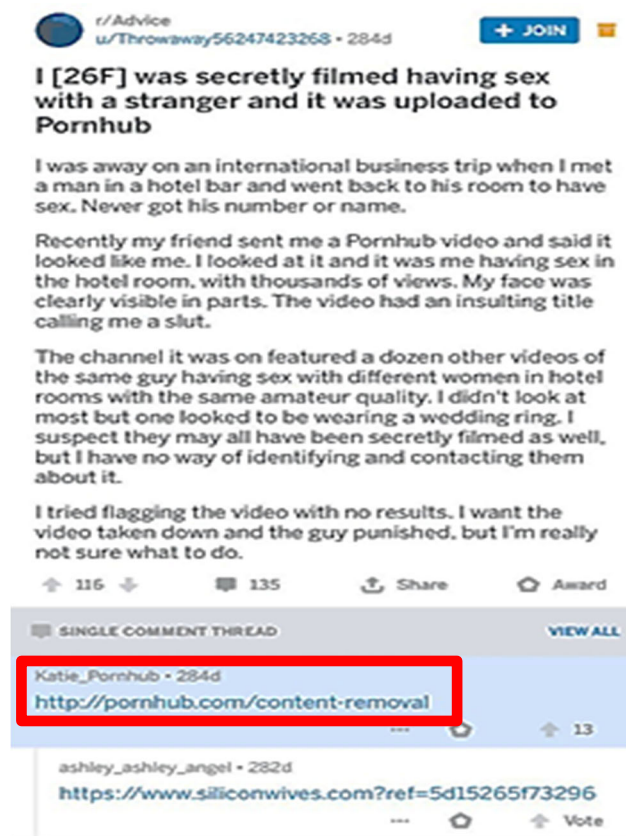 r/Advice
u/Throwaway56247423268 • 284d
+ JOIN
I [26F] was secretly filmed having sex
with a stranger and it was uploaded to
Pornhub
I was away on an international business trip when I met
a man in a hotel bar and went back to his room to have
sex. Never got his number or name.
Recently my friend sent me a Pornhub video and said it
looked like me. I looked at it and it was me having sex in
the hotel room, with thousands of views. My face was
clearly visible in parts. The video had an insulting title
calling me a slut.
The channel it was on featured a dozen other videos of
the same guy having sex with different women in hotel
rooms with the same amateur quality. I didn't look at
most but one looked to be wearing a wedding ring. I
suspect they may all have been secretly filmed as well,
but I have no way of identifying and contacting them
about it.
I tried flagging the video with no results. I want the
video taken down and the guy punished, but I'm really
not sure what to do.
116 135 Share Award
SINGLE COMMENT THREAD VIEW ALL
Katie_Pornhub • 284d
http://pornhub.com/content-removal
... 13
ashley_ashley_angel • 282d
https://www.siliconwives.com?ref=5d15265f73296
... Vote